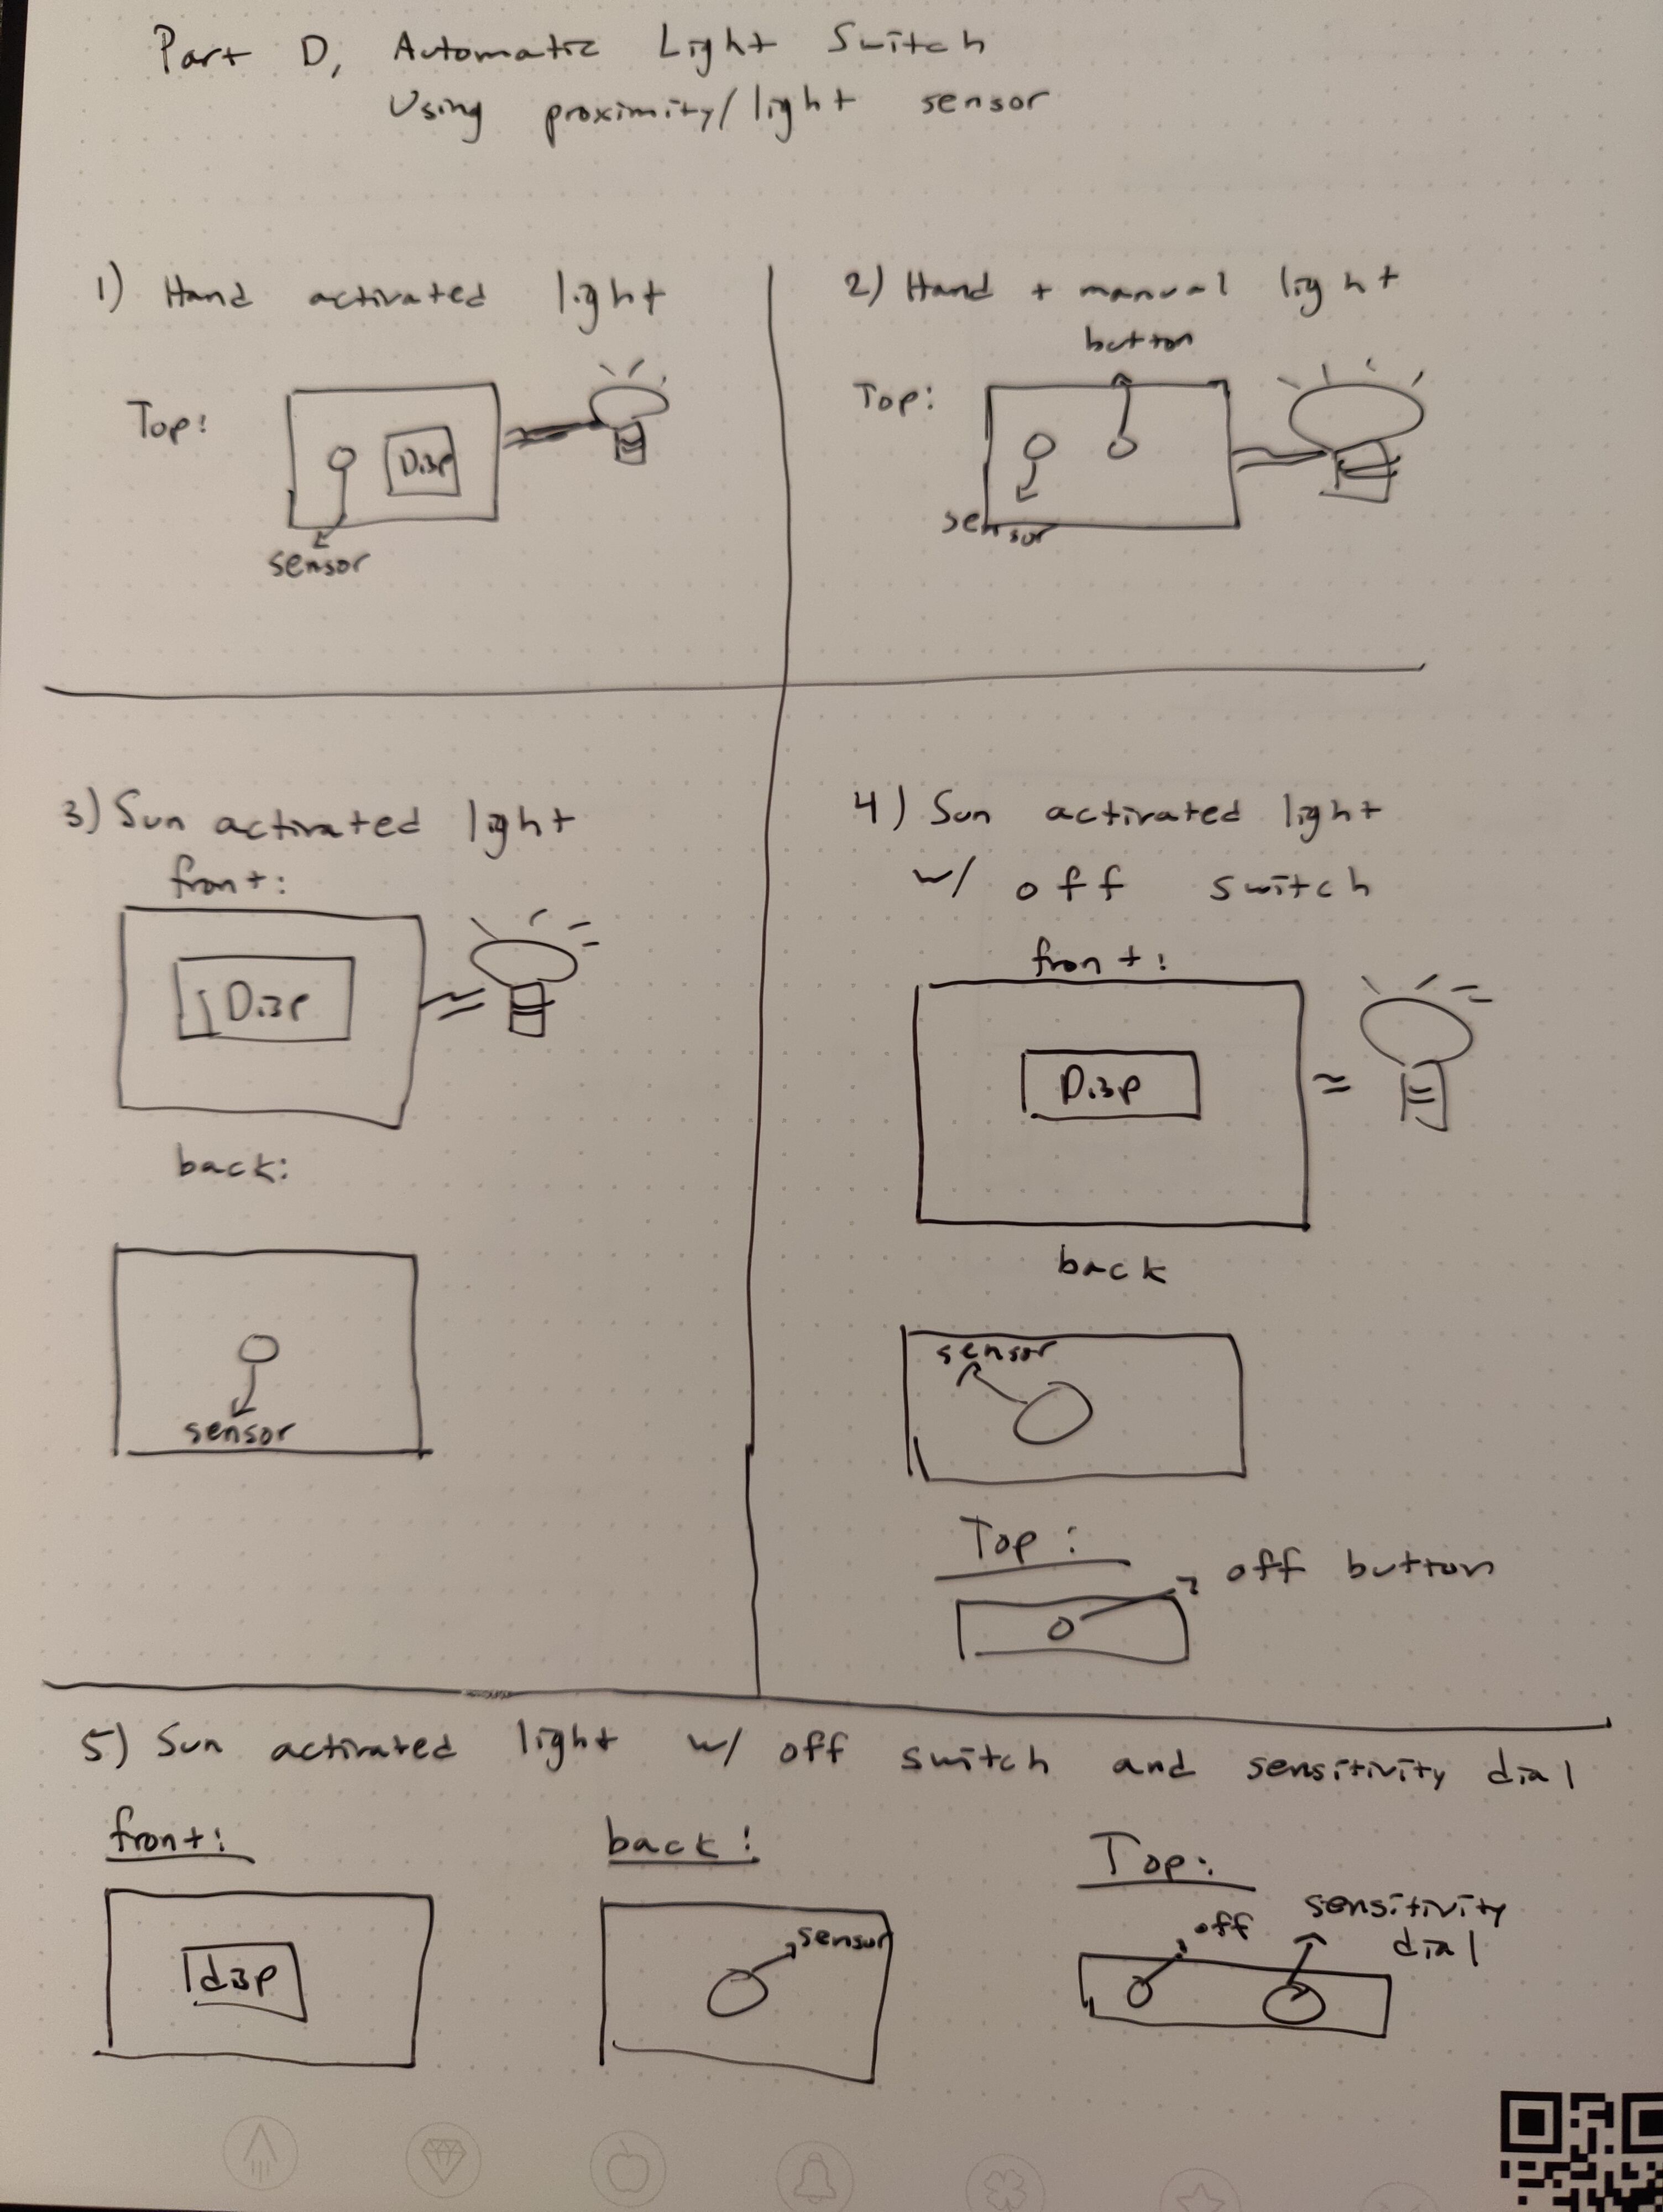 Part D, Automatic Light Switch
Using proximity/light sensor
1) Hand activated light
Top:
Disp
sensor
2) Hand + manual light
button
Top:
sensor
3) Sun activated light
front:
Disp
back:
sensor
4) Sun activated light
w/ off switch
front:
Disp
back
sensor
Top:
off button
5) Sun activated light w/ off switch and sensitivity dial
front:
disp
back:
sensor
Top:
off
sensitivity
dial